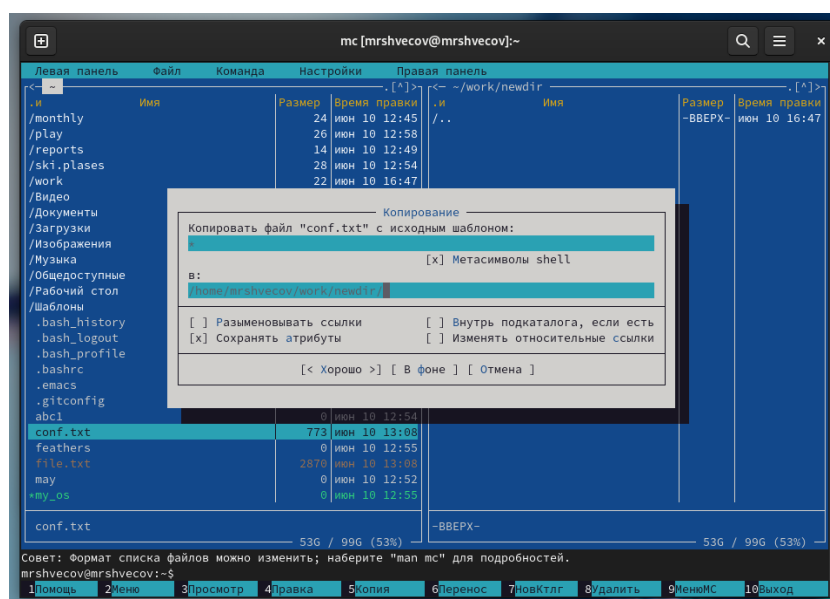 mc [mrshvecov@mrshvecov]:~
Левая панель Файл Команда Настройки Правая панель
<— ~ .[^]> <— ~/work/newdir .[^]>
.и Имя Размер Время правки .и Имя Размер Время правки
/monthly 24 июн 10 12:45 /.. -ВВЕРХ- июн 10 16:47
/play 26 июн 10 12:58
/reports 14 июн 10 12:49
/ski.plases 28 июн 10 12:54
/work 22 июн 10 16:47
/Видео
/Документы
/Загрузки
/Изображения
/Музыка
/Общедоступные
/Рабочий стол
/Шаблоны
.bash_history
.bash_logout
.bash_profile
.bashrc
.emacs
.gitconfig
abc1 0 июн 10 12:54
conf.txt 773 июн 10 13:08
feathers 0 июн 10 12:55
file.txt 2870 июн 10 13:08
may 0 июн 10 12:52
*my_os 0 июн 10 12:55
conf.txt -ВВЕРХ-
53G / 99G (53%) 53G / 99G (53%)
Копирование
Копировать файл "conf.txt" с исходным шаблоном:
*
[x] Метасимволы shell
в:
/home/mrshvecov/work/newdir/
[ ] Разыменовывать ссылки [ ] Внутрь подкаталога, если есть
[x] Сохранять атрибуты [ ] Изменять относительные ссылки
[< Хорошо >] [ В фоне ] [ Отмена ]
Совет: Формат списка файлов можно изменить; наберите "man mc" для подробностей.
mrshvecov@mrshvecov:~$
1Помощь 2Меню 3Просмотр 4Правка 5Копия 6Перенос 7НовКтлг 8Удалить 9МенюМС 10Выход